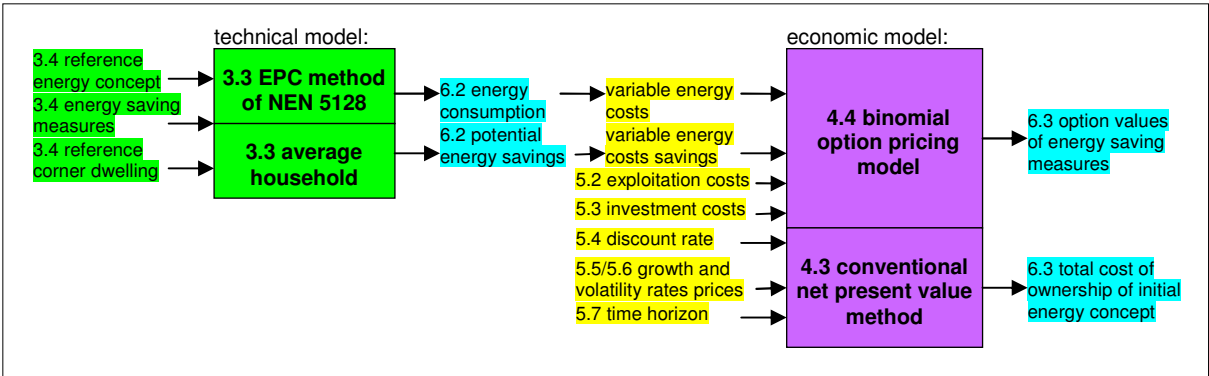 technical model:
3.4 reference
energy concept
3.4 energy saving
measures
3.4 reference
corner dwelling
3.3 EPC method
of NEN 5128
3.3 average
household
6.2 energy
consumption
6.2 potential
energy savings
variable energy
costs
variable energy
costs savings
5.2 exploitation costs
5.3 investment costs
5.4 discount rate
5.5/5.6 growth and
volatility rates prices
5.7 time horizon
economic model:
4.4 binomial
option pricing
model
4.3 conventional
net present value
method
6.3 option values
of energy saving
measures
6.3 total cost of
ownership of initial
energy concept